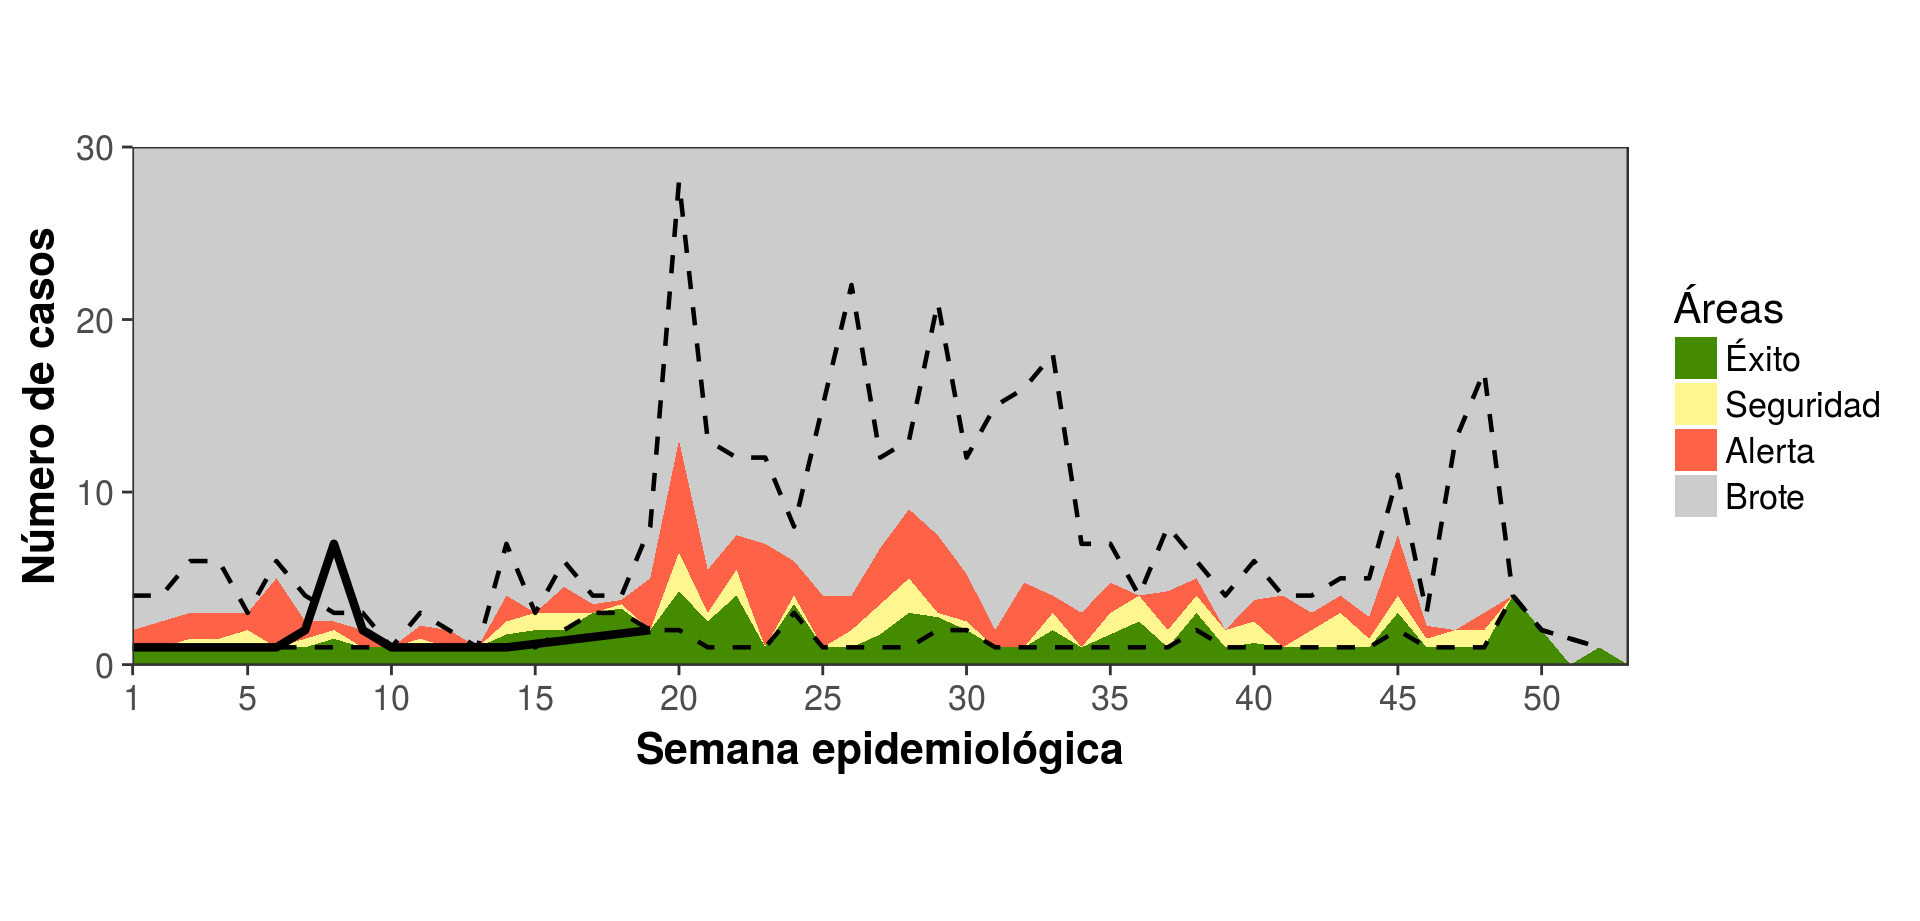 30
20
10
0
Número de casos
1 5 10 15 20 25 30 35 40 45 50
Semana epidemiológica
Áreas
Éxito
Seguridad
Alerta
Brote